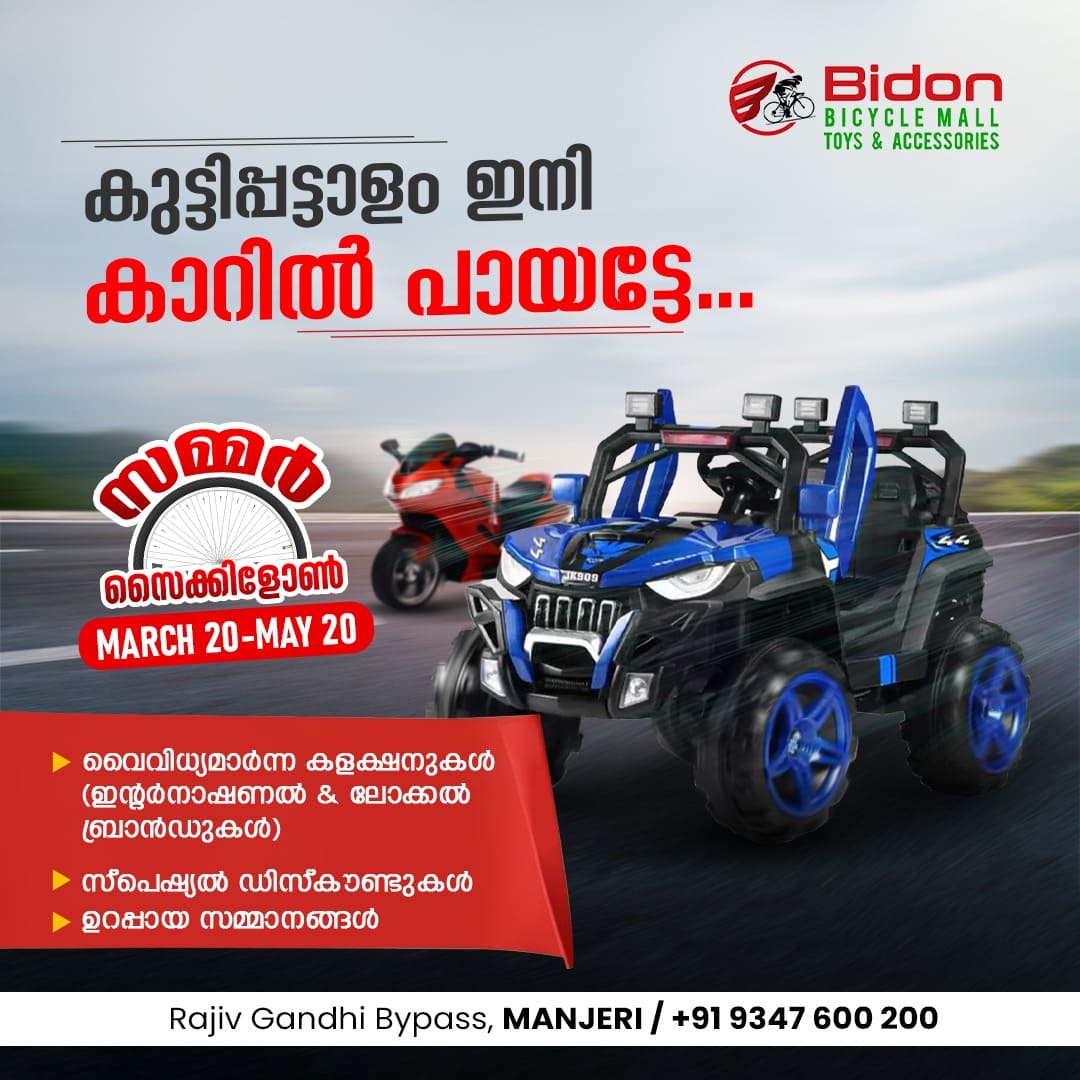 Bidon
BICYCLE MALL
TOYS & ACCESSORIES
കുട്ടിപ്പട്ടാളം ഇനി
കാറിൽ പായട്ടേ...
സമ്മർ
സൈക്കിളോൺ
MARCH 20-MAY 20
JK909
വൈവിധ്യമാർന്ന കളക്ഷനുകൾ
(ഇന്റർനാഷണൽ & ലോക്കൽ
ബ്രാൻഡുകൾ)
സ്പെഷ്യൽ ഡിസ്കൗണ്ടുകൾ
ഉറപ്പായ സമ്മാനങ്ങൾ
Rajiv Gandhi Bypass, MANJERI / +91 9347 600 200